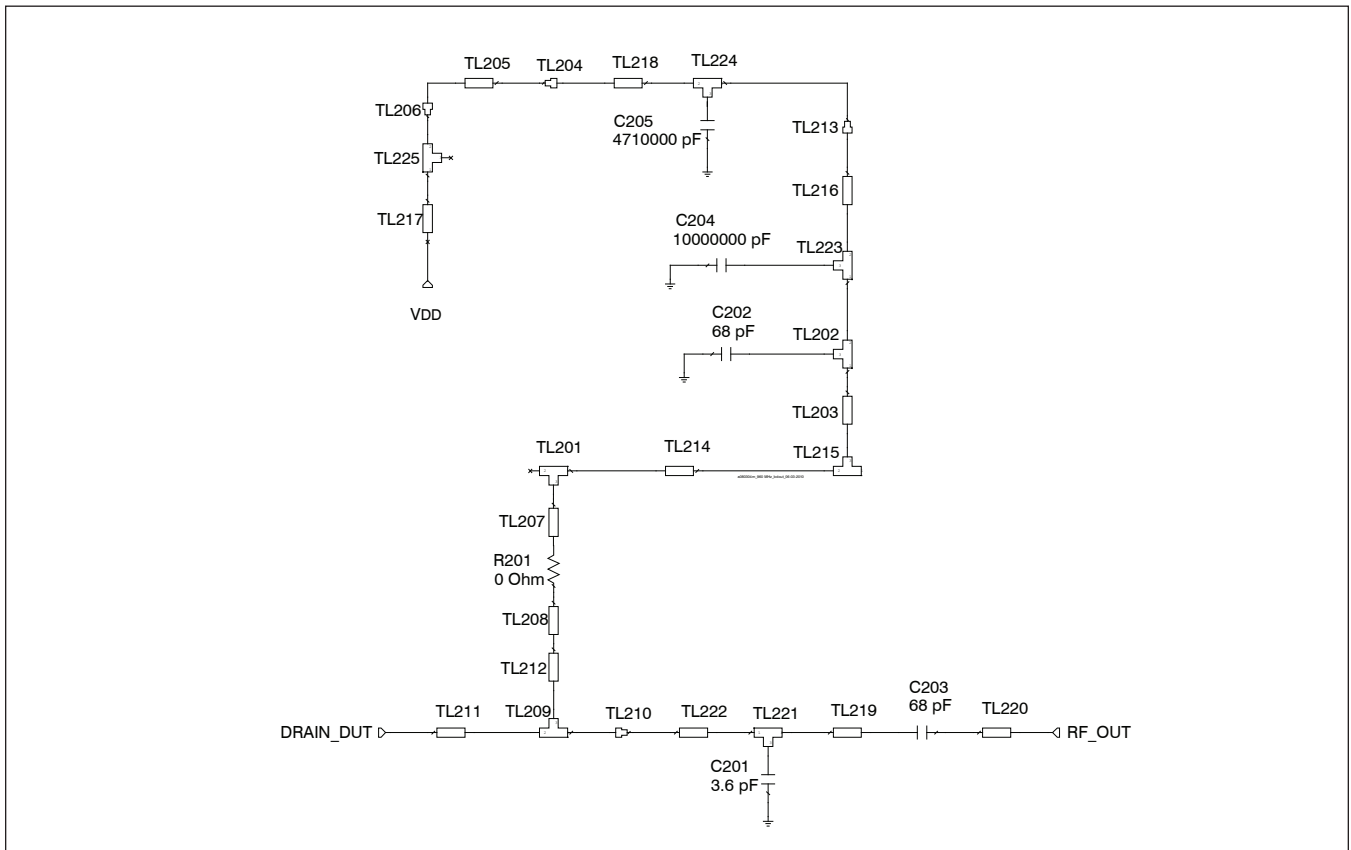 TL205
TL204
TL218
TL224
TL206
C205
4710000 pF
TL213
TL225
TL216
TL217
C204
10000000 pF
TL223
VDD
C202
68 pF
TL202
TL203
TL201
TL214
TL215
TL207
R201
0 Ohm
TL208
TL212
C203
68 pF
DRAIN_DUT
TL211
TL209
TL210
TL222
TL221
TL219
TL220
RF_OUT
C201
3.6 pF